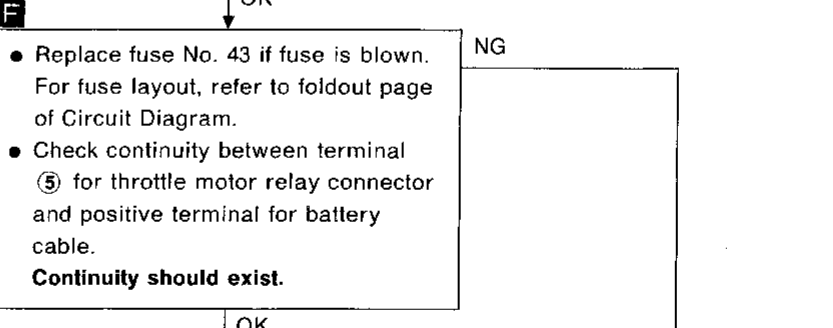 F
OK
● Replace fuse No. 43 if fuse is blown.
For fuse layout, refer to foldout page
of Circuit Diagram.
● Check continuity between terminal
⑤ for throttle motor relay connector
and positive terminal for battery
cable.
Continuity should exist.
NG
OK